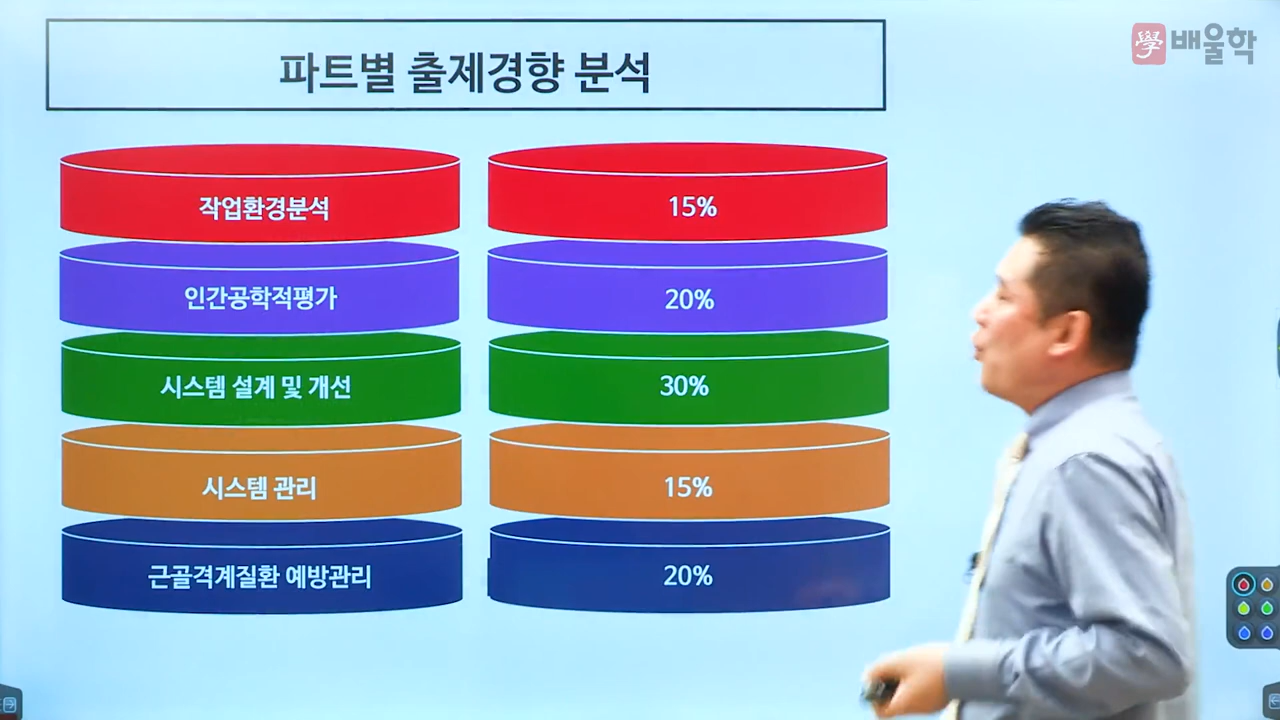 파트별 출제경향 분석
學 배울학
작업환경분석 15%
인간공학적평가 20%
시스템 설계 및 개선 30%
시스템 관리 15%
근골격계질환 예방관리 20%